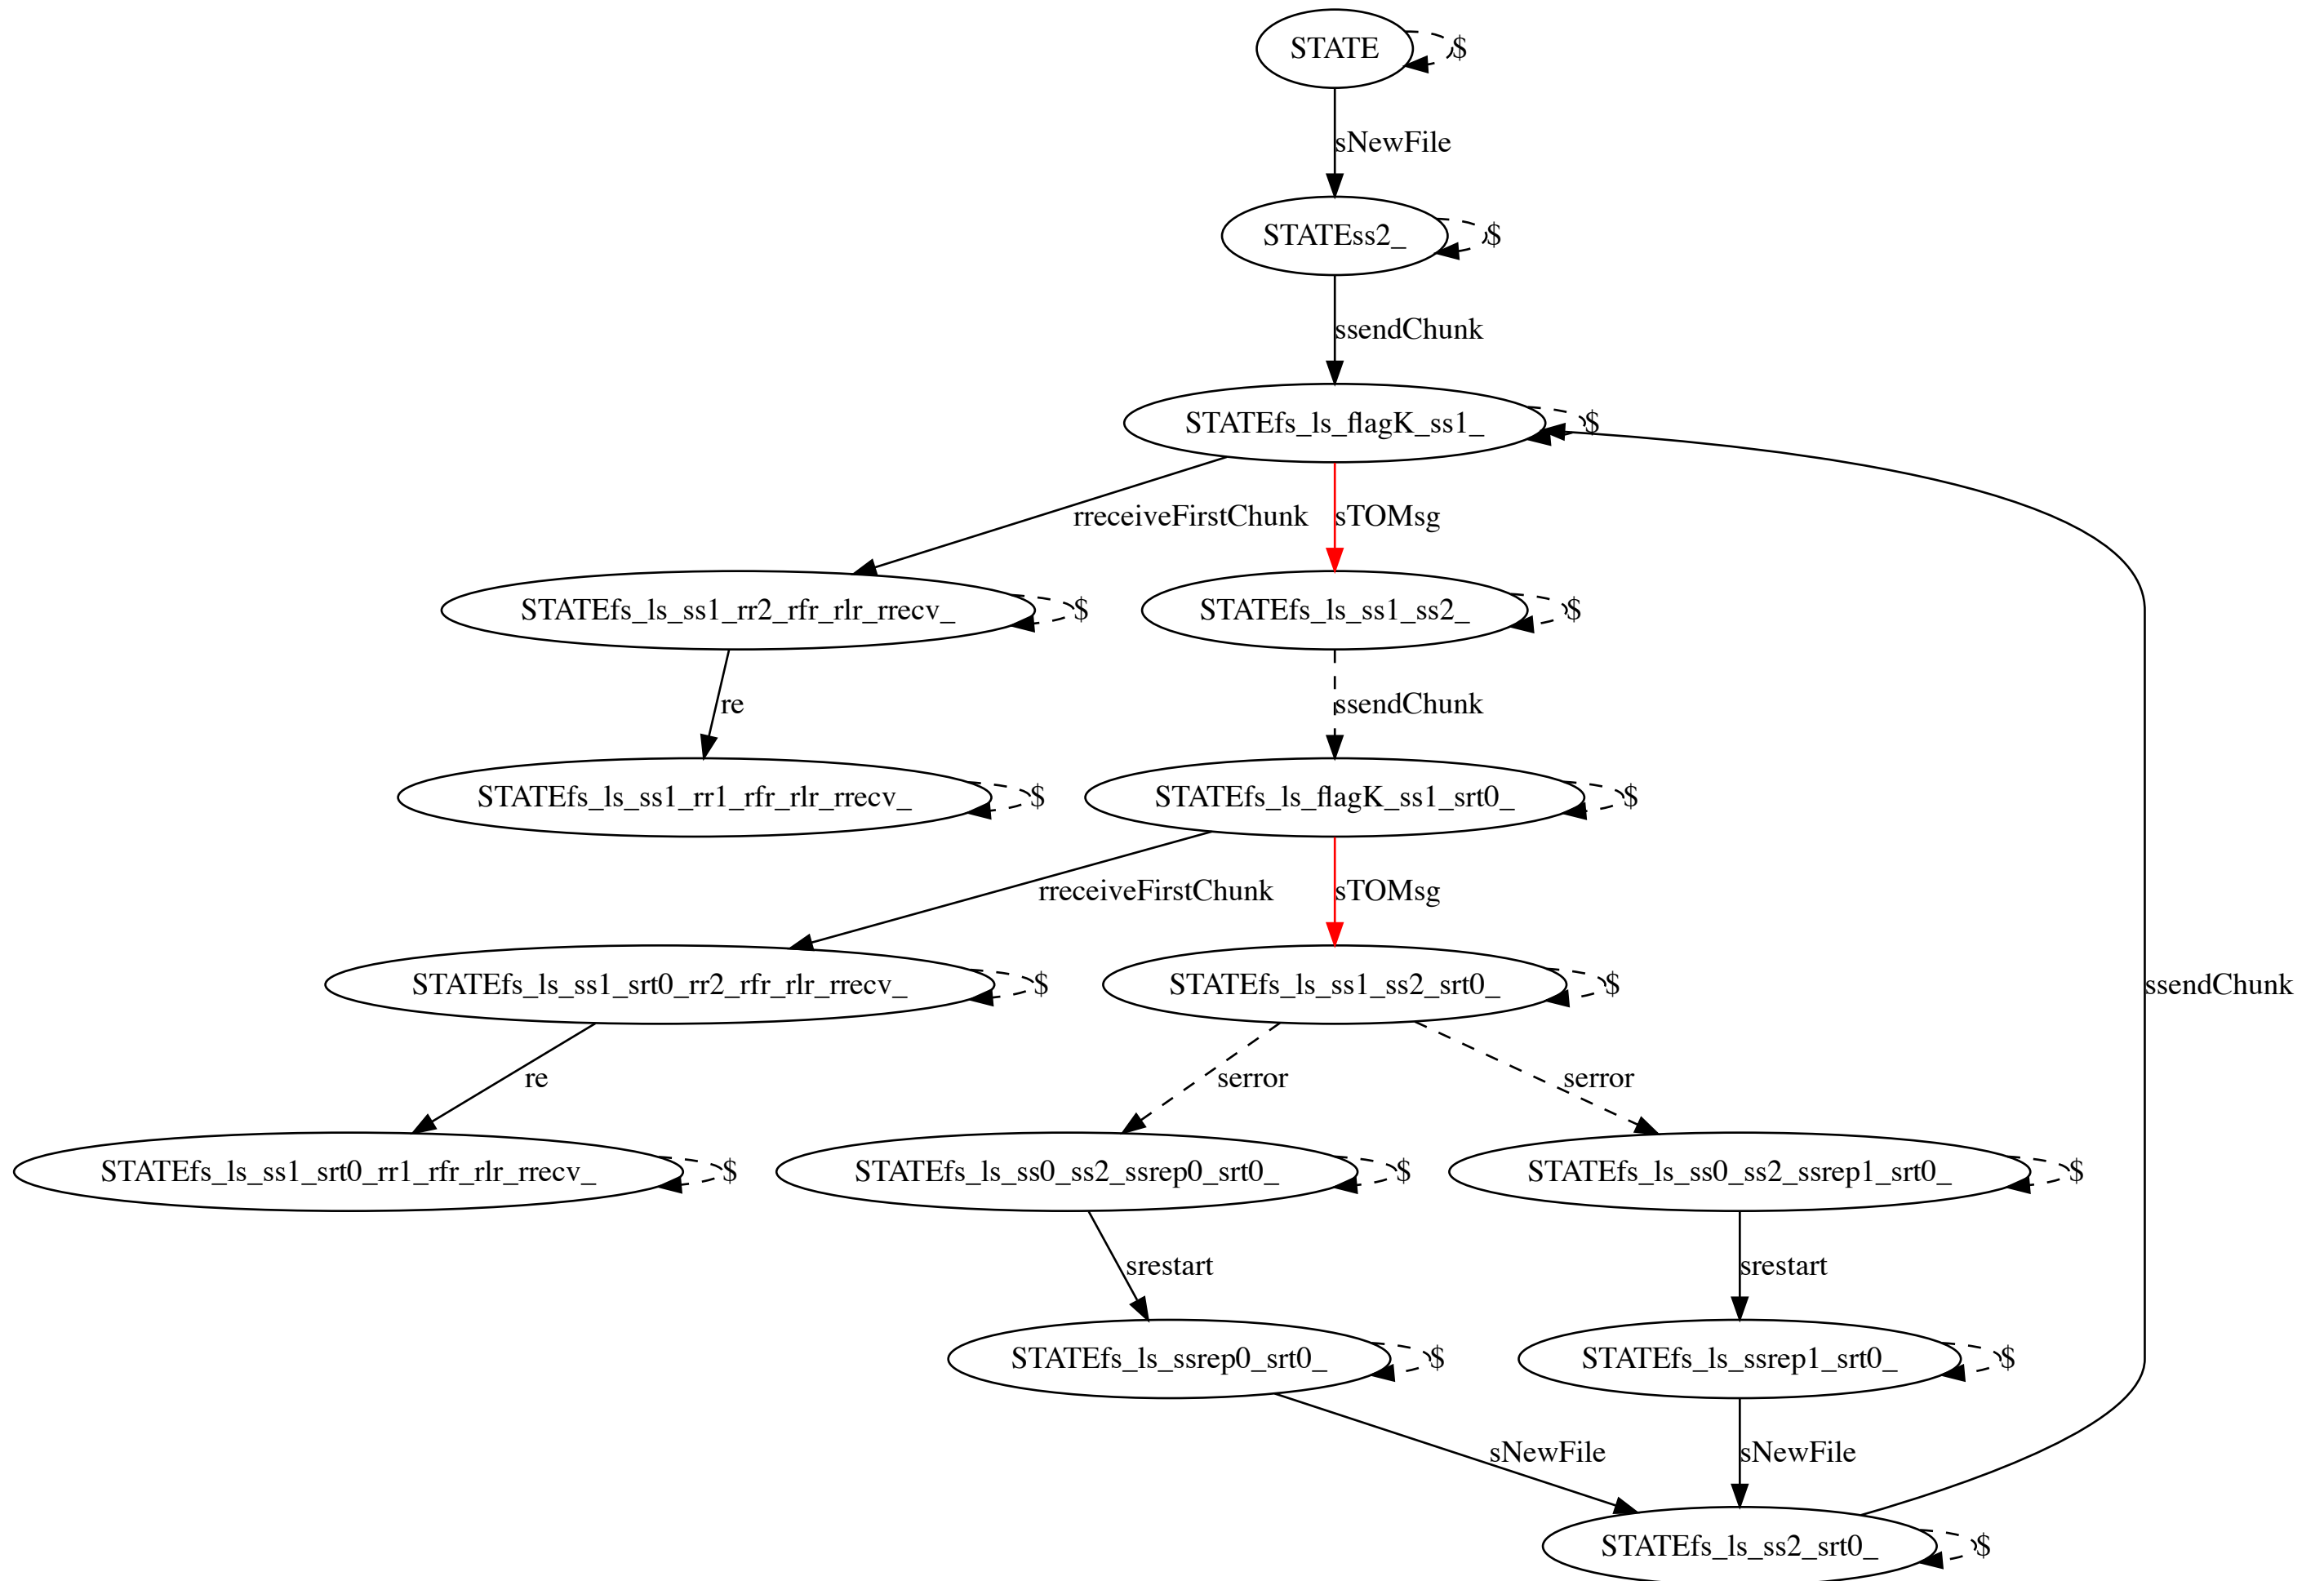 STATE
$
sNewFile
STATEss2_
$
ssendChunk
STATEfs_ls_flagK_ss1_
$
rreceiveFirstChunk
sTOMsg
STATEfs_ls_ss1_rr2_rfr_rlr_rrecv_
$
STATEfs_ls_ss1_ss2_
$
re
ssendChunk
STATEfs_ls_ss1_rr1_rfr_rlr_rrecv_
$
STATEfs_ls_flagK_ss1_srt0_
$
rreceiveFirstChunk
sTOMsg
STATEfs_ls_ss1_srt0_rr2_rfr_rlr_rrecv_
$
STATEfs_ls_ss1_ss2_srt0_
$
ssendChunk
re
serror
serror
STATEfs_ls_ss1_srt0_rr1_rfr_rlr_rrecv_
$
STATEfs_ls_ss0_ss2_ssrep0_srt0_
$
STATEfs_ls_ss0_ss2_ssrep1_srt0_
$
srestart
srestart
STATEfs_ls_ssrep0_srt0_
$
STATEfs_ls_ssrep1_srt0_
$
sNewFile
sNewFile
STATEfs_ls_ss2_srt0_
$